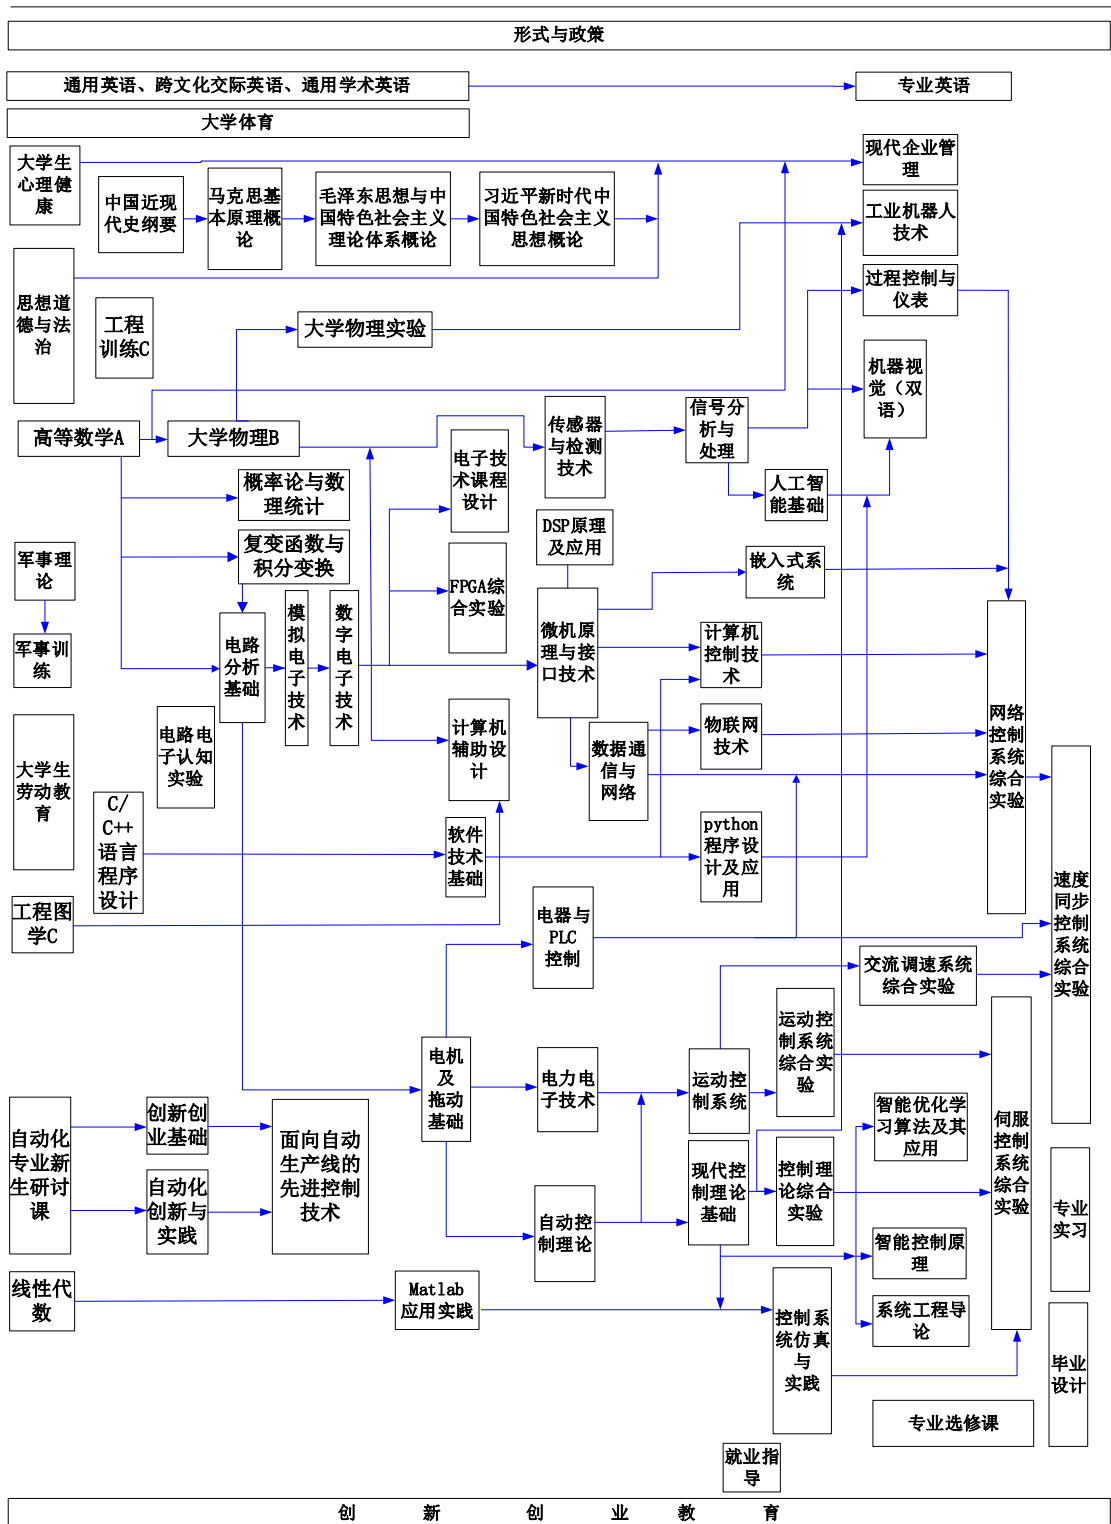 形式与政策
通用英语、跨文化交际英语、通用学术英语
专业英语
大学体育
大学生
心理健
康
中国近现
代史纲要
马克思基
本原理概
论
毛泽东思想与中
国特色社会主义
理论体系概论
习近平新时代中
国特色社会主义
思想概论
现代企业管
理
工业机器人
技术
思想道
德与法
治
工程
训练C
大学物理实验
过程控制与
仪表
机器视
觉（双
语）
高等数学A
大学物理B
电子技
术课程
设计
传感器
与检测
技术
信号分
析与
处理
人工智
能基础
概率论与数
理统计
复变函数与
积分变换
DSP原理
及应用
FPGA综
合实验
嵌入式系
统
军事理
论
军事训
练
电路
分析
基础
模
拟
电
子
技
术
数
字
电
子
技
术
微机原
理与接
口技术
计算机
控制技
术
网络
控制
系统
综合
实验
电路电
子认知
实验
计算机
辅助设
计
数据通
信与
网络
物联网
技术
大学生
劳动教
育
C/
C++
语言
程序
设计
软件
技术
基础
python
程序设
计及应
用
速度
同步
控制
系统
综合
实验
工程图
学C
电器与
PLC
控制
交流调速系统
综合实验
电机
及
拖动
基础
电力电
子技术
运动控
制系统
运动控
制系统
综合实
验
伺服
控制
系统
综合
实验
自动化
专业新
生研讨
课
创新创
业基础
自动化
创新与
实践
面向自动
生产线的
先进控制
技术
自动控
制理论
现代控
制理论
基础
控制理
论综合
实验
智能优化学
习算法及其
应用
智能控制原
理
系统工程导
论
专业
实习
线性代
数
Matlab
应用实践
控制系
统仿真
与
实践
毕业
设计
专业选修课
就业指
导
创 新 创 业 教 育